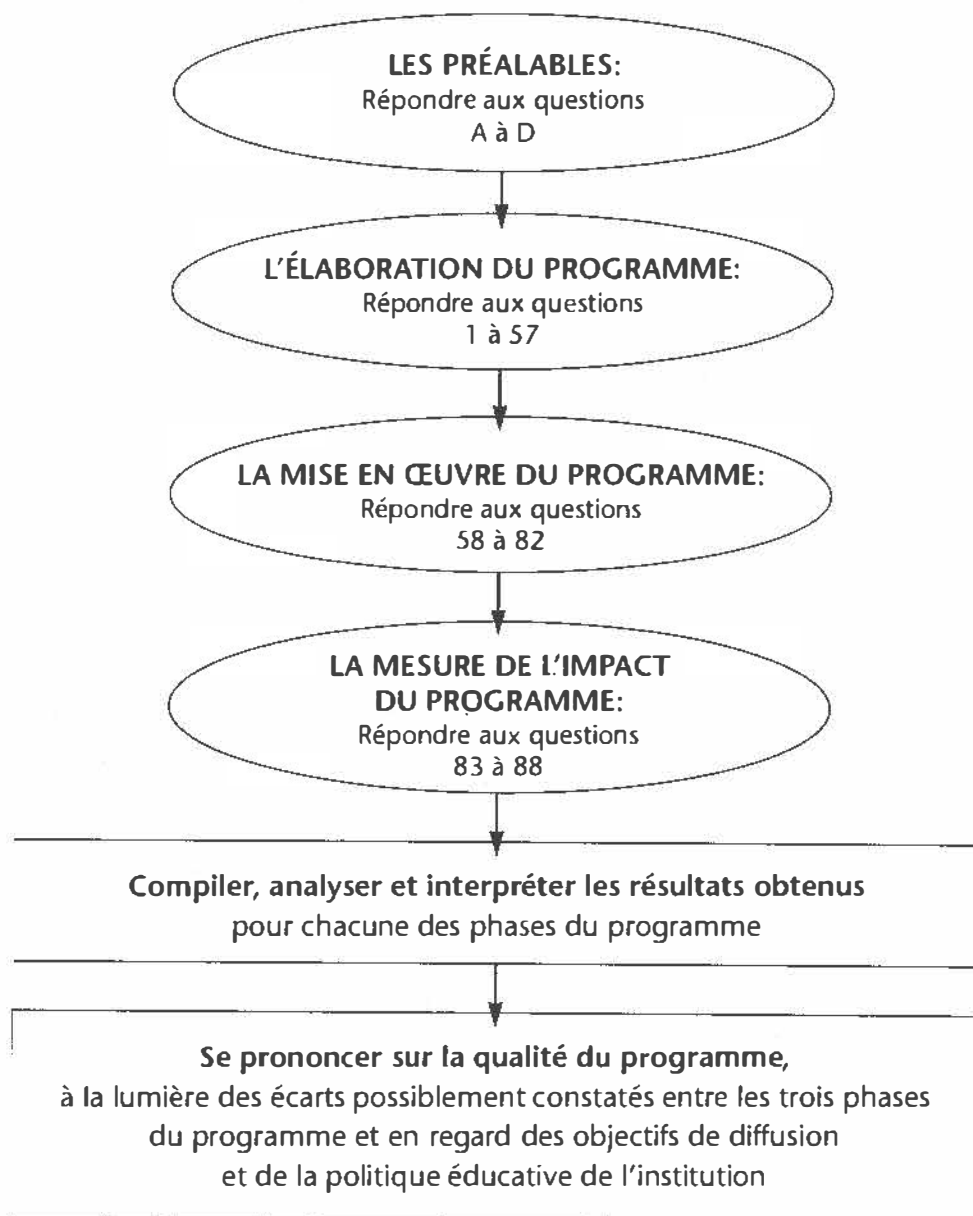 LES PRÉALABLES:
Répondre aux questions
A à D
L'ÉLABORATION DU PROGRAMME:
Répondre aux questions
1 à 57
LA MISE EN ŒUVRE DU PROGRAMME:
Répondre aux questions
58 à 82
LA MESURE DE L'IMPACT
DU PROGRAMME:
Répondre aux questions
83 à 88
Compiler, analyser et interpréter les résultats obtenus
pour chacune des phases du programme
Se prononcer sur la qualité du programme,
à la lumière des écarts possiblement constatés entre les trois phases
du programme et en regard des objectifs de diffusion
et de la politique éducative de l'institution